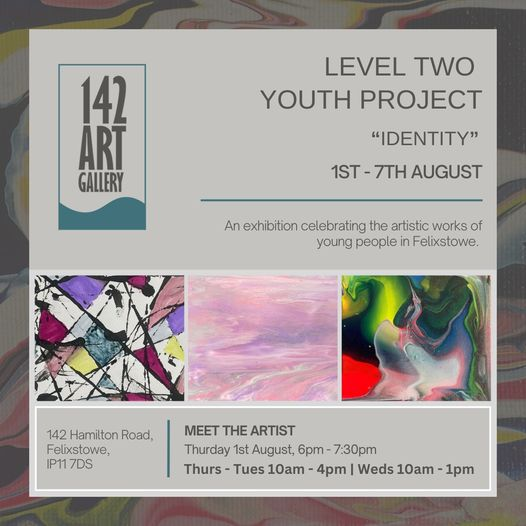 142
ART
GALLERY
LEVEL TWO
YOUTH PROJECT
“IDENTITY”
1ST - 7TH AUGUST
An exhibition celebrating the artistic works of
young people in Felixstowe.
142 Hamilton Road,
Felixstowe,
IP11 7DS
MEET THE ARTIST
Thurday 1st August, 6pm - 7:30pm
Thurs - Tues 10am - 4pm | Weds 10am - 1pm